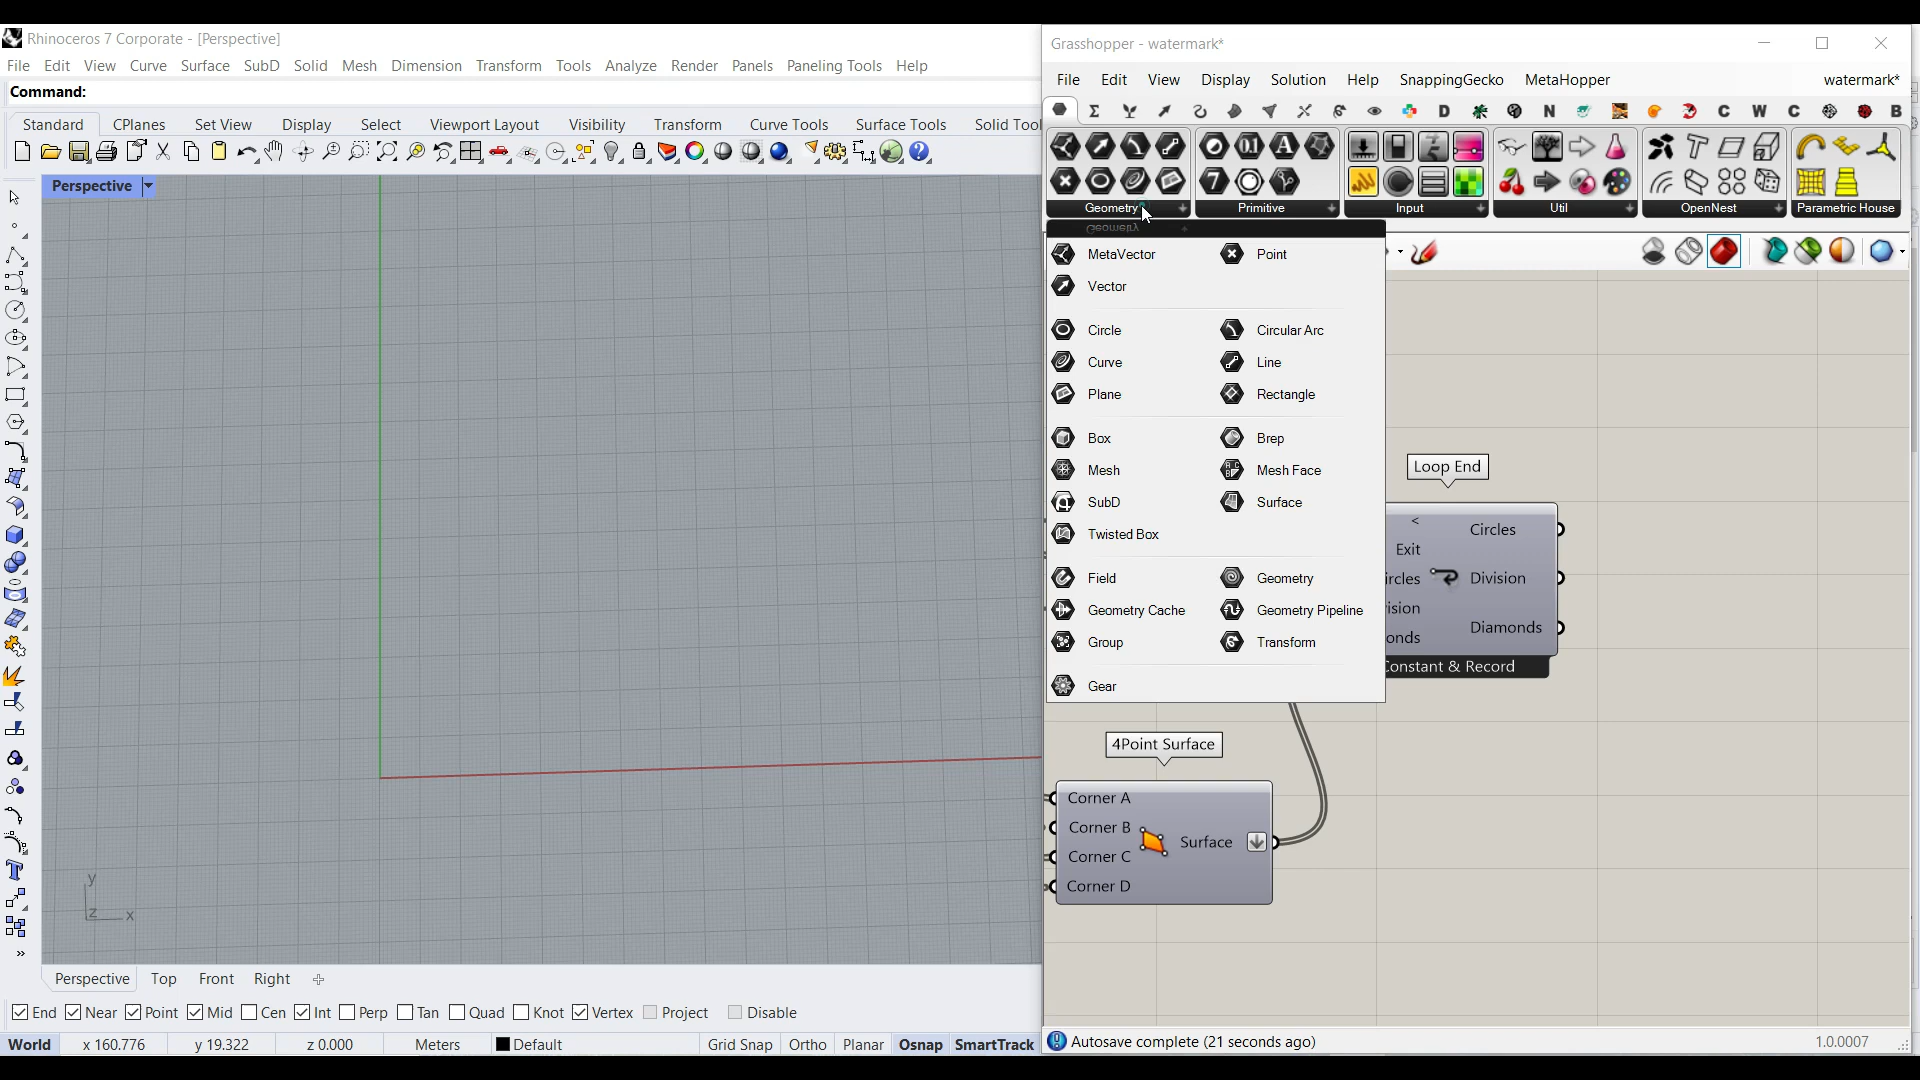 Rhinoceros 7 Corporate - [Perspective]
File Edit View Curve Surface SubD Solid Mesh Dimension Transform Tools Analyze Render Panels Paneling Tools Help
Command:
Standard CPlanes Set View Display Select Viewport Layout Visibility Transform Curve Tools Surface Tools Solid Tool
Perspective
y
z x
Perspective Top Front Right
End Near Point Mid Cen Int Perp Tan Quad Knot Vertex Project Disable
World x 160.776 y 19.322 z 0.000 Meters Default Grid Snap Ortho Planar Osnap SmartTrack
Grasshopper - watermark*
File Edit View Display Solution Help SnappingGecko MetaHopper watermark*
D N C W C B
Geometry Primitive Input Util OpenNest Parametric House
Geometry
MetaVector Point
Vector
Circle Circular Arc
Curve Line
Plane Rectangle
Box Brep
Mesh Mesh Face
SubD Surface
Twisted Box
Field Geometry
Geometry Cache Geometry Pipeline
Group Transform
Gear
Loop End
< Circles
Exit
ircles Division
ision
onds Diamonds
Constant & Record
4Point Surface
Corner A
Corner B
Surface
Corner C
Corner D
Autosave complete (21 seconds ago) 1.0.0007